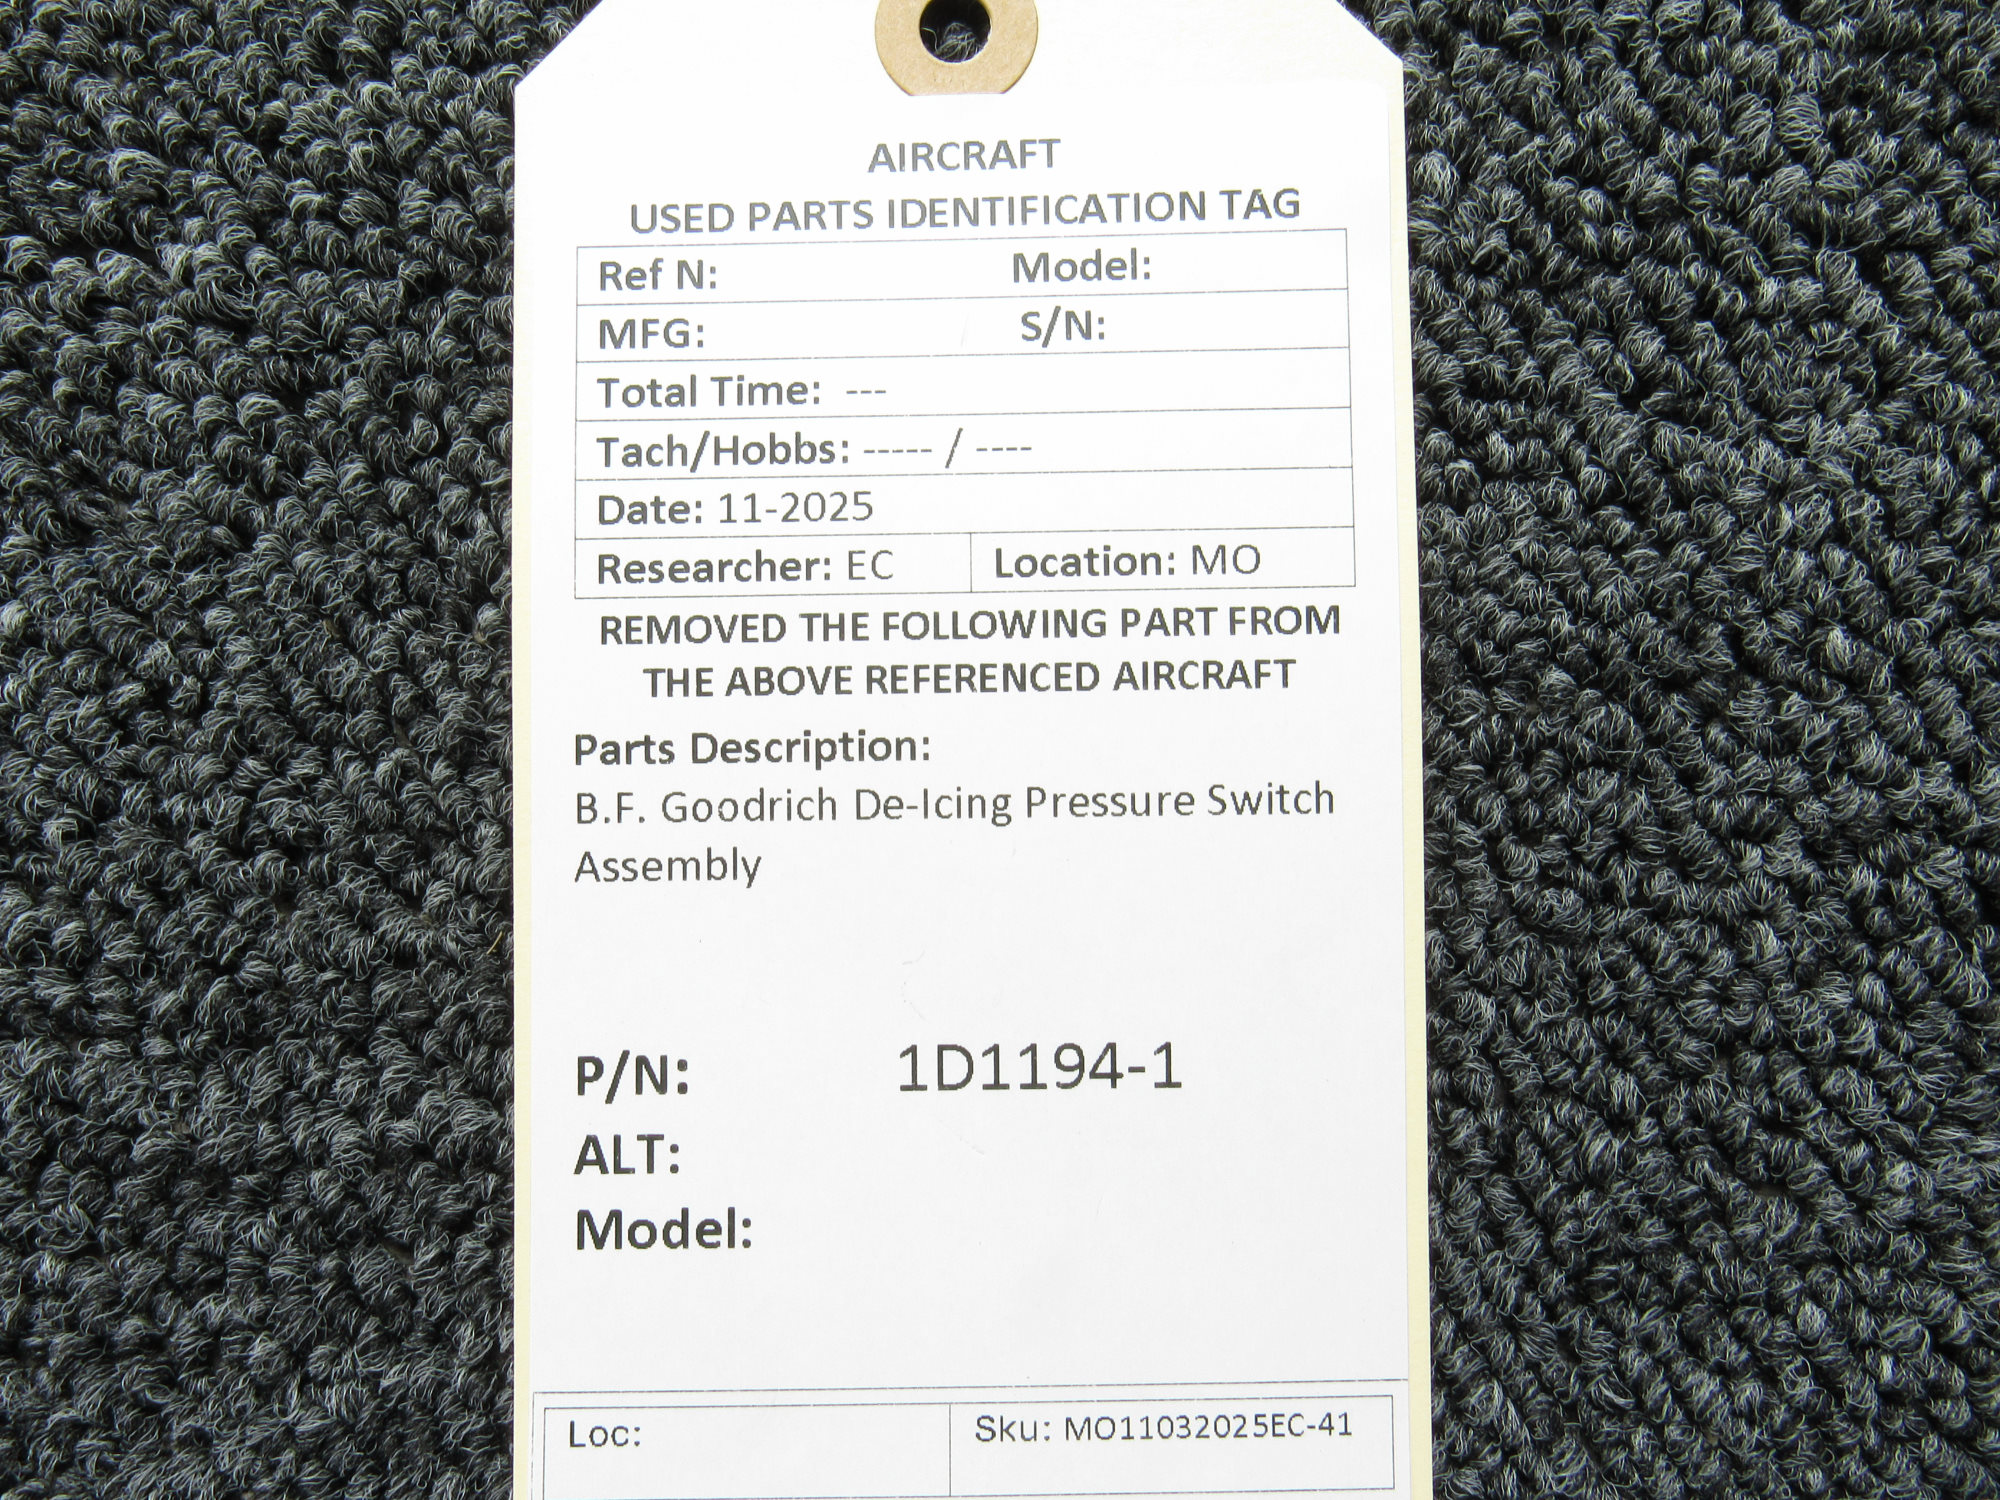 AIRCRAFT
USED PARTS IDENTIFICATION TAG
Ref N: Model:
MFG: S/N:
Total Time: ---
Tach/Hobbs: ----- / ----
Date: 11-2025
Researcher: EC Location: MO
REMOVED THE FOLLOWING PART FROM
THE ABOVE REFERENCED AIRCRAFT
Parts Description:
B.F. Goodrich De-Icing Pressure Switch
Assembly
P/N: 1D1194-1
ALT:
Model:
Loc: Sku: MO11032025EC-41